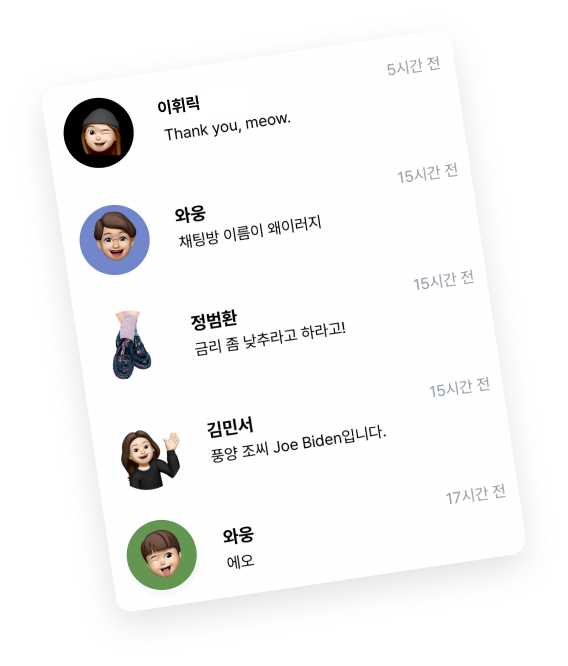 5시간 전
이휘릭
Thank you, meow.
15시간 전
와웅
채팅방 이름이 왜이러지
15시간 전
정범환
금리 좀 낮추라고 하라고!
15시간 전
김민서
풍양 조씨 Joe Biden입니다.
17시간 전
와웅
에오